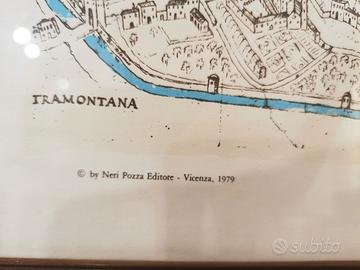 TRAMONTANA
© by Neri Pozza Editore - Vicenza, 1979
subito